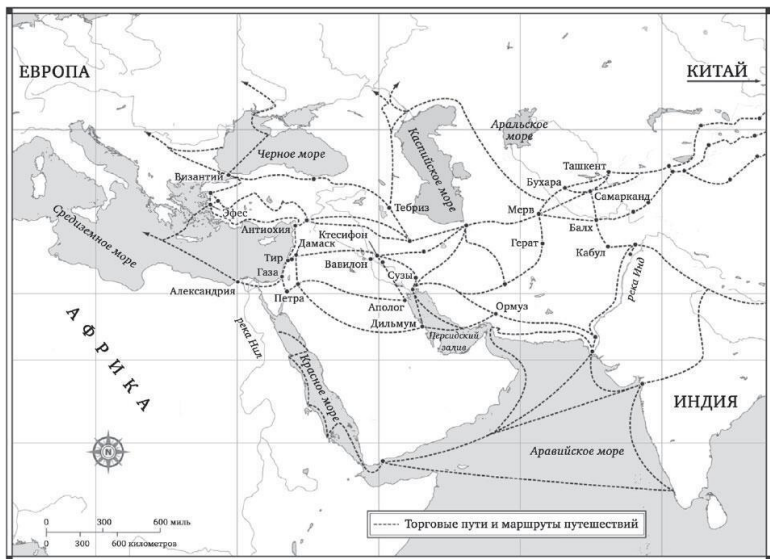 ЕВРОПА
КИТАЙ
Аральское море
Каспийское море
Черное море
Византий
Ташкент
Бухара
Самарканд
Тебриз
Мерв
Эфес
Средиземное море
Антиохия
Ктесифон
Балх
Дамаск
Герат
Кабул
Тир
Вавилон
Сузы
Газа
река Инд
Александрия
Петра
Аполог
Ормуз
Дильмум
Персидский
залив
река Нил
АФРИКА
Красное море
ИНДИЯ
N
Аравийское море
0 300 600 миль
0 300 600 километров
Торговые пути и маршруты путешествий